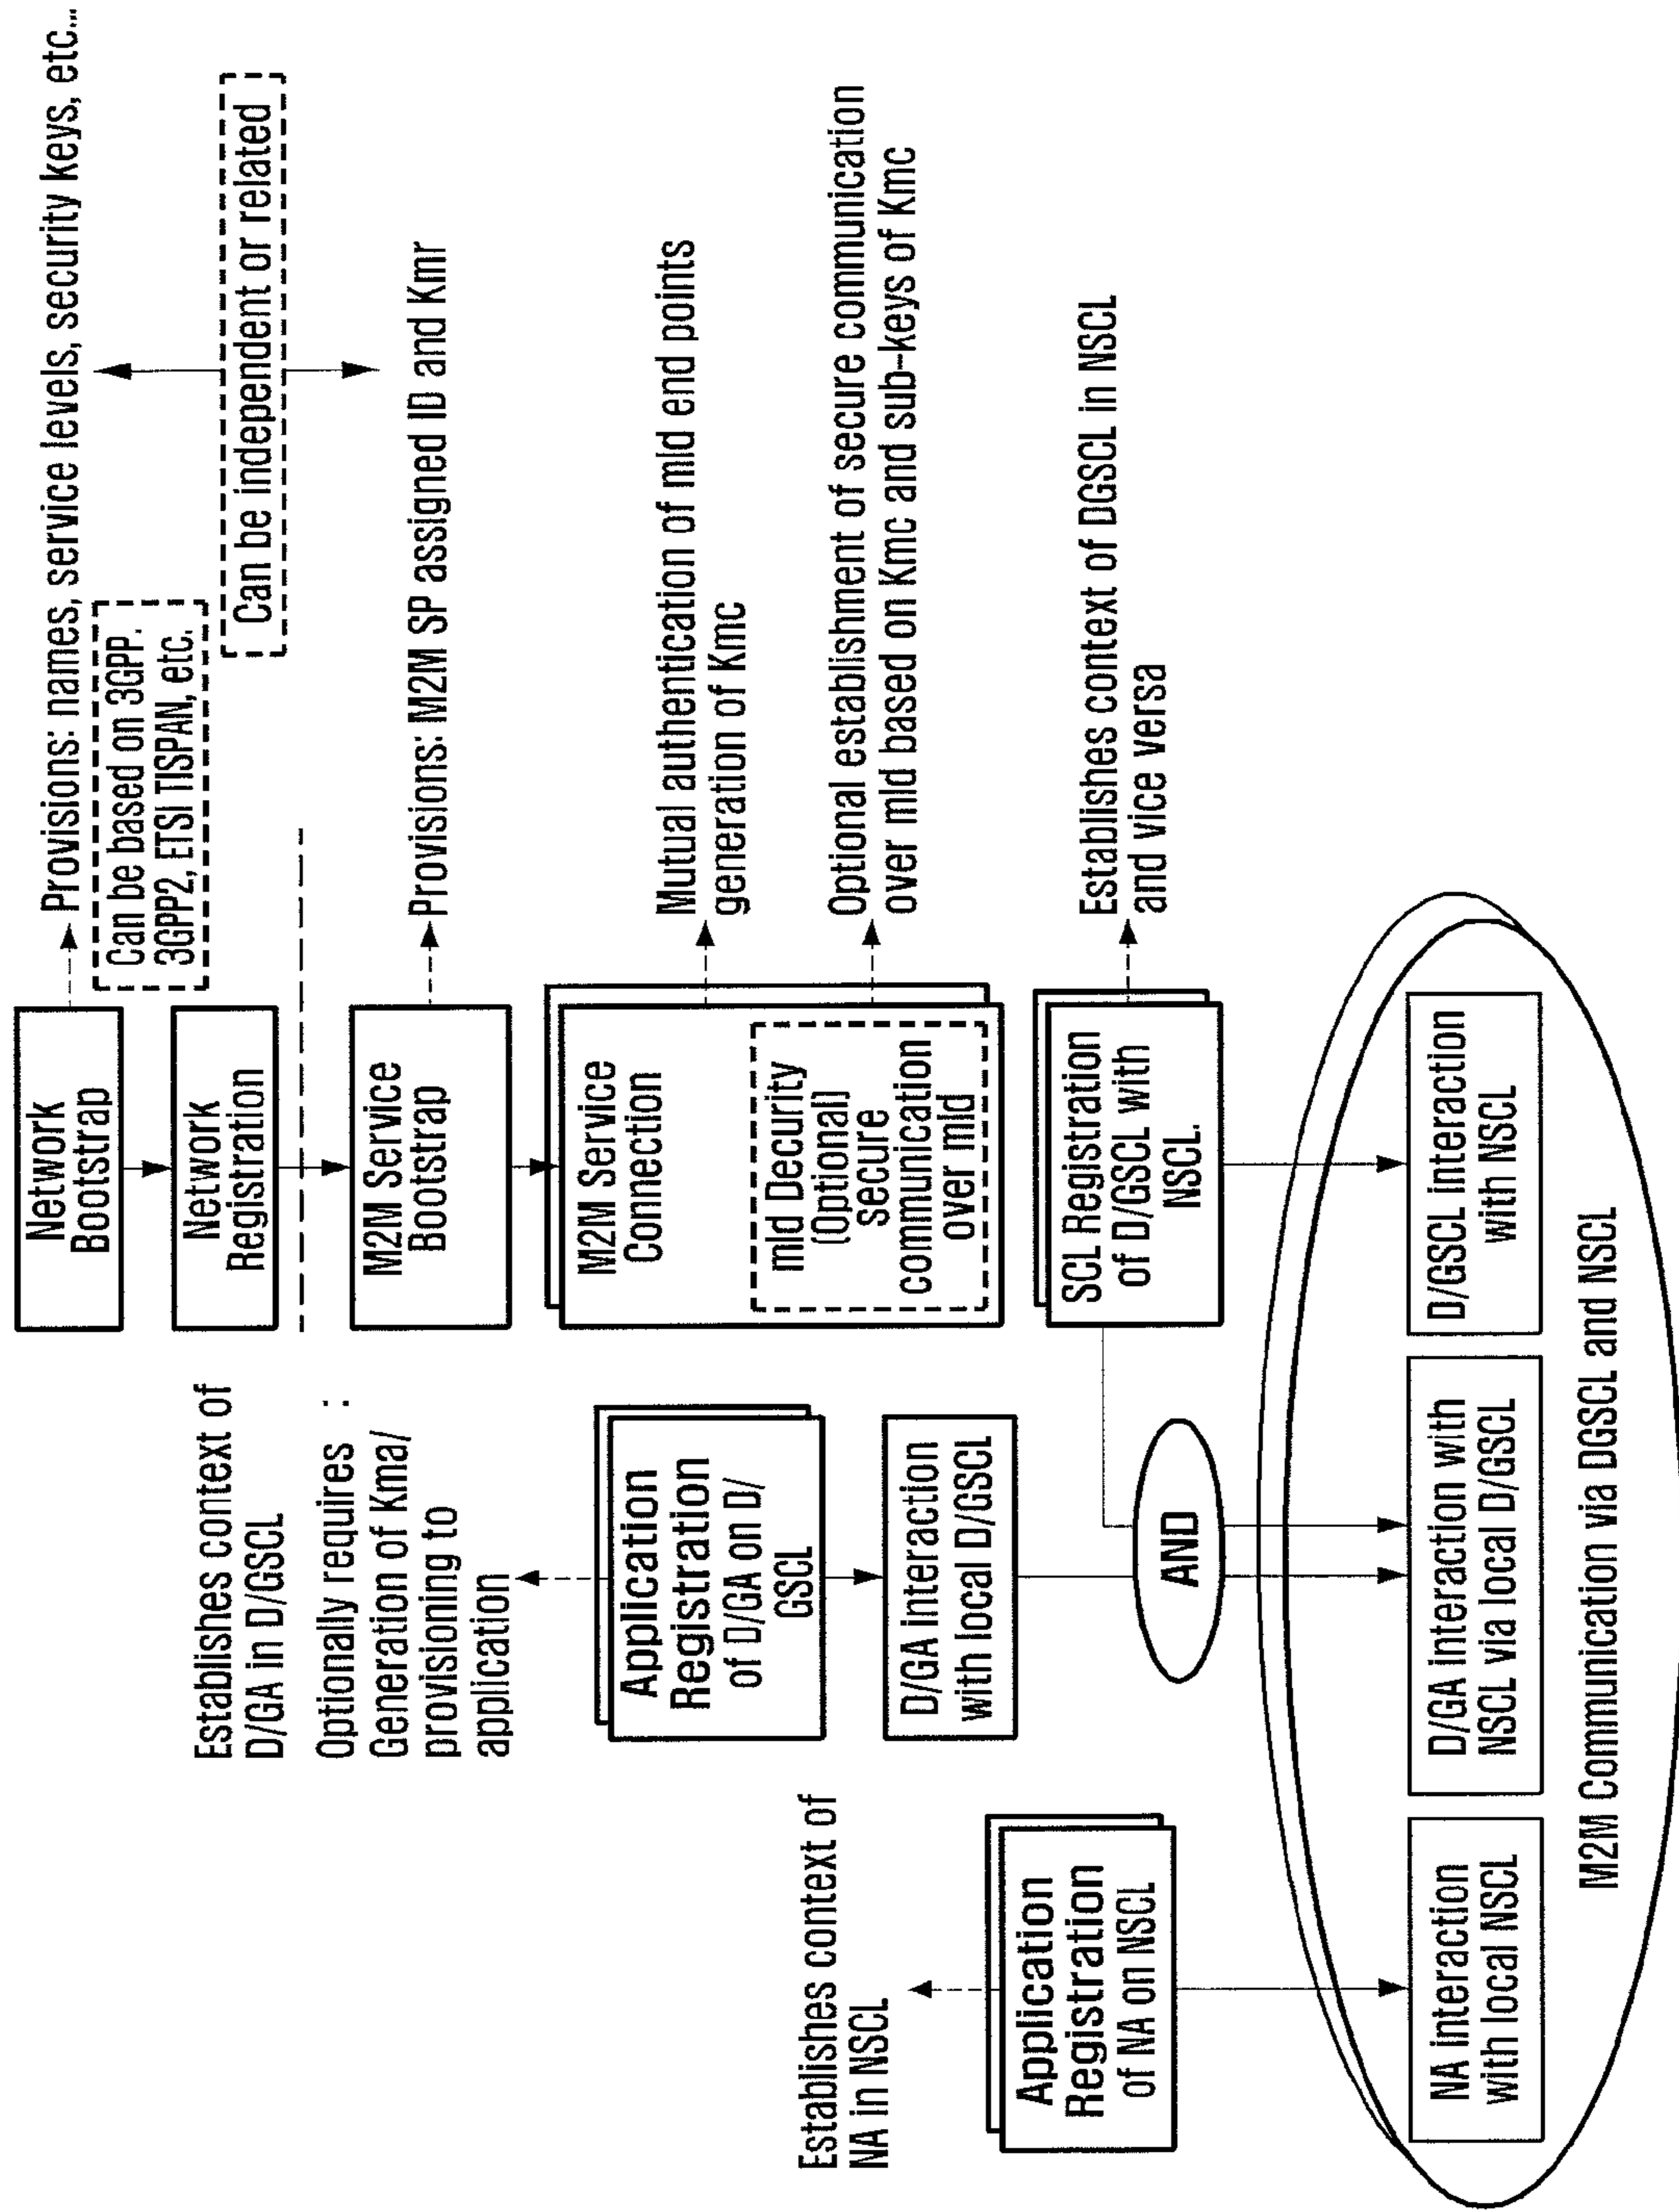 Network
Bootstrap
Provisions: names, service levels, security keys, etc...
Can be based on 3GPP.
3GPP2, ETSI TISPAN, etc.
Network
Registration
Can be independent or related
M2M Service
Bootstrap
Provisions: M2M SP assigned ID and Kmr
M2M Service
Connection
mId Decurity
(Optional)
secure
communication
over mId
Mutual authentication of mId end points
generation of Kmc
Optional establishment of secure communication
over mId based on Kmc and sub-keys of Kmc
SCL Registration
of D/GSCL with
NSCL.
Establishes context of DGSCL in NSCL
and vice versa
Establishes context of
D/GA in D/GSCL
Optionally requires :
Generation of Kma/
provisioning to
application
Application
Registration
of D/GA on D/
GSCL
D/GA Interaction
with local D/GSCL
AND
Establishes context of
NA in NSCL
Application
Registration
of NA on NSCL
NA interaction
with local NSCL
D/GA Interaction with
NSCL via local D/GSCL
D/GSCL interaction
with NSCL
M2M Communication via DGSCL and NSCL